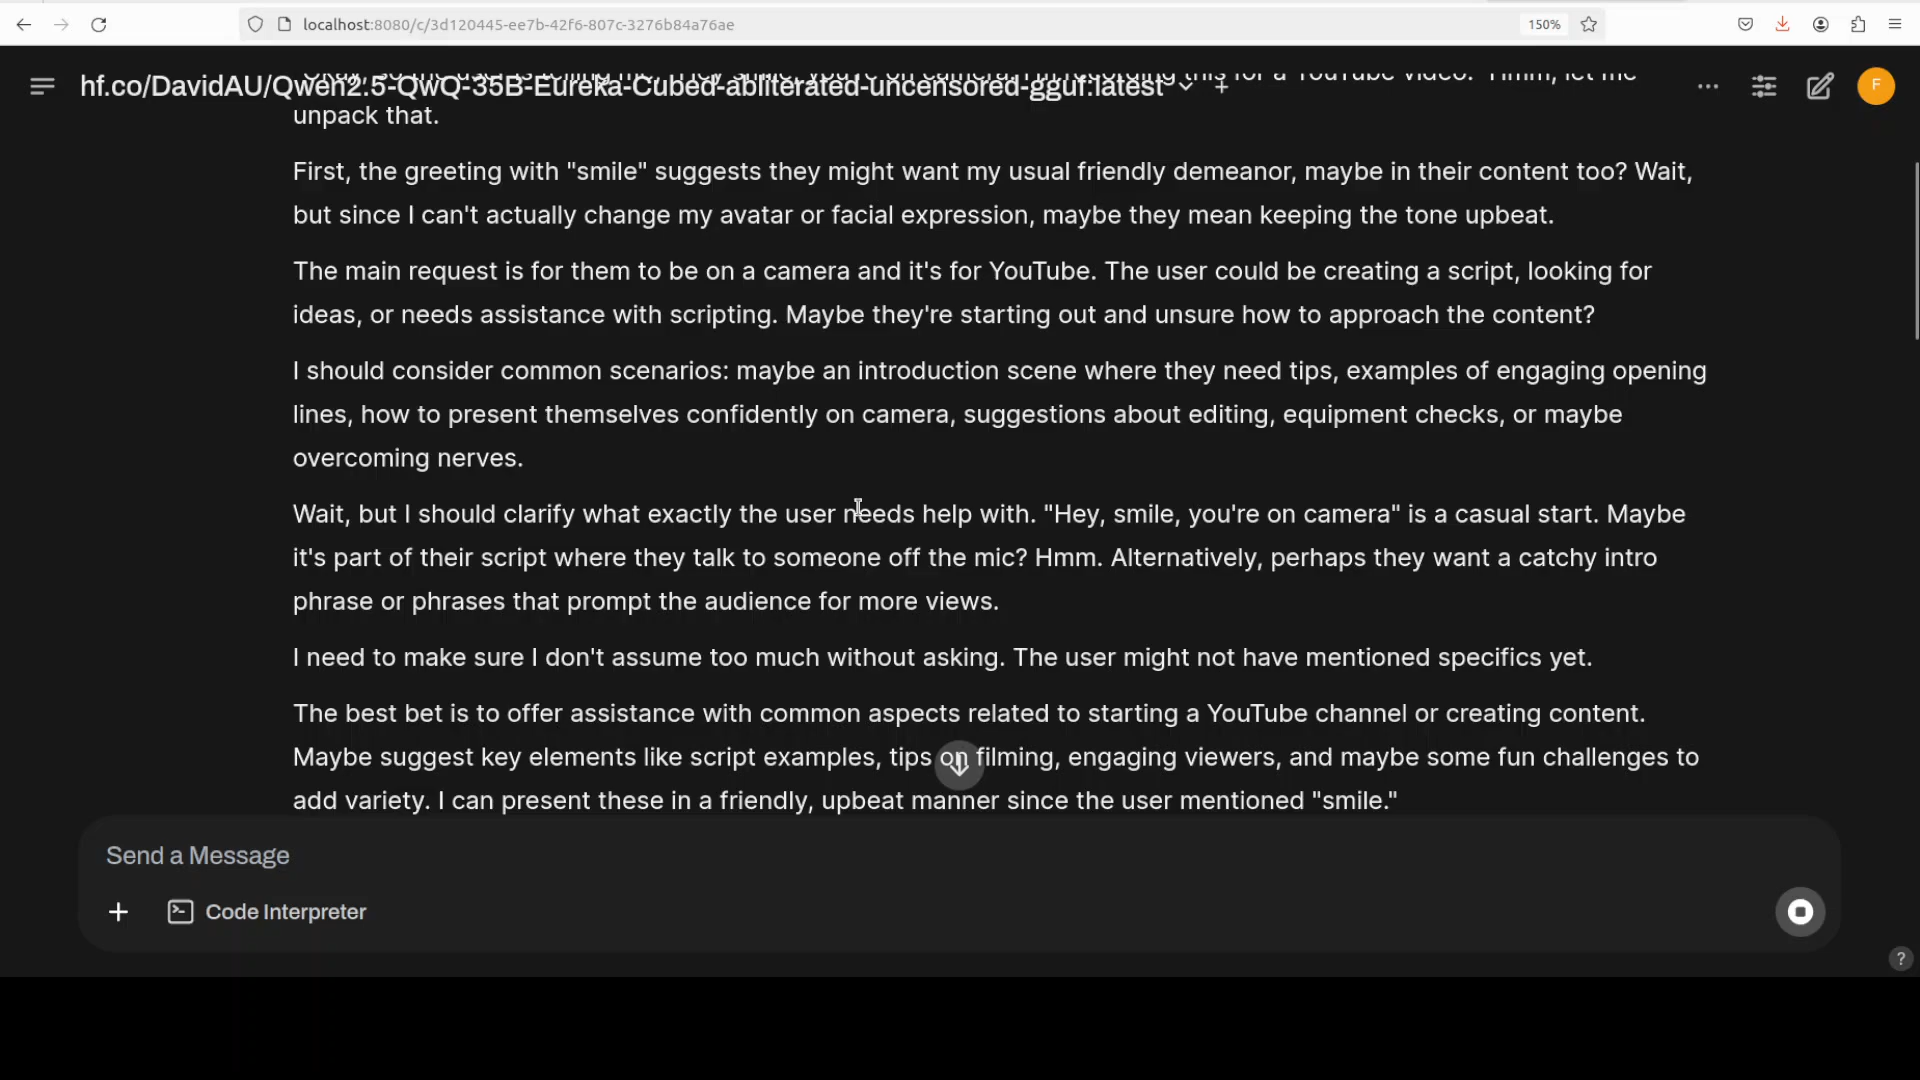 localhost:8080/c/3d120445-ee7b-42f6-807c-3276b84a76ae
150%
hf.co/DavidAU/Qwen2.5-QwQ-35B-Eureka-Cubed-abliterated-uncensored-gguf:latest
F
unpack that.
First, the greeting with "smile" suggests they might want my usual friendly demeanor, maybe in their content too? Wait,
but since I can't actually change my avatar or facial expression, maybe they mean keeping the tone upbeat.
The main request is for them to be on a camera and it's for YouTube. The user could be creating a script, looking for
ideas, or needs assistance with scripting. Maybe they're starting out and unsure how to approach the content?
I should consider common scenarios: maybe an introduction scene where they need tips, examples of engaging opening
lines, how to present themselves confidently on camera, suggestions about editing, equipment checks, or maybe
overcoming nerves.
Wait, but I should clarify what exactly the user needs help with. "Hey, smile, you're on camera" is a casual start. Maybe
it's part of their script where they talk to someone off the mic? Hmm. Alternatively, perhaps they want a catchy intro
phrase or phrases that prompt the audience for more views.
I need to make sure I don't assume too much without asking. The user might not have mentioned specifics yet.
The best bet is to offer assistance with common aspects related to starting a YouTube channel or creating content.
Maybe suggest key elements like script examples, tips on filming, engaging viewers, and maybe some fun challenges to
add variety. I can present these in a friendly, upbeat manner since the user mentioned "smile."
Send a Message
Code Interpreter
?